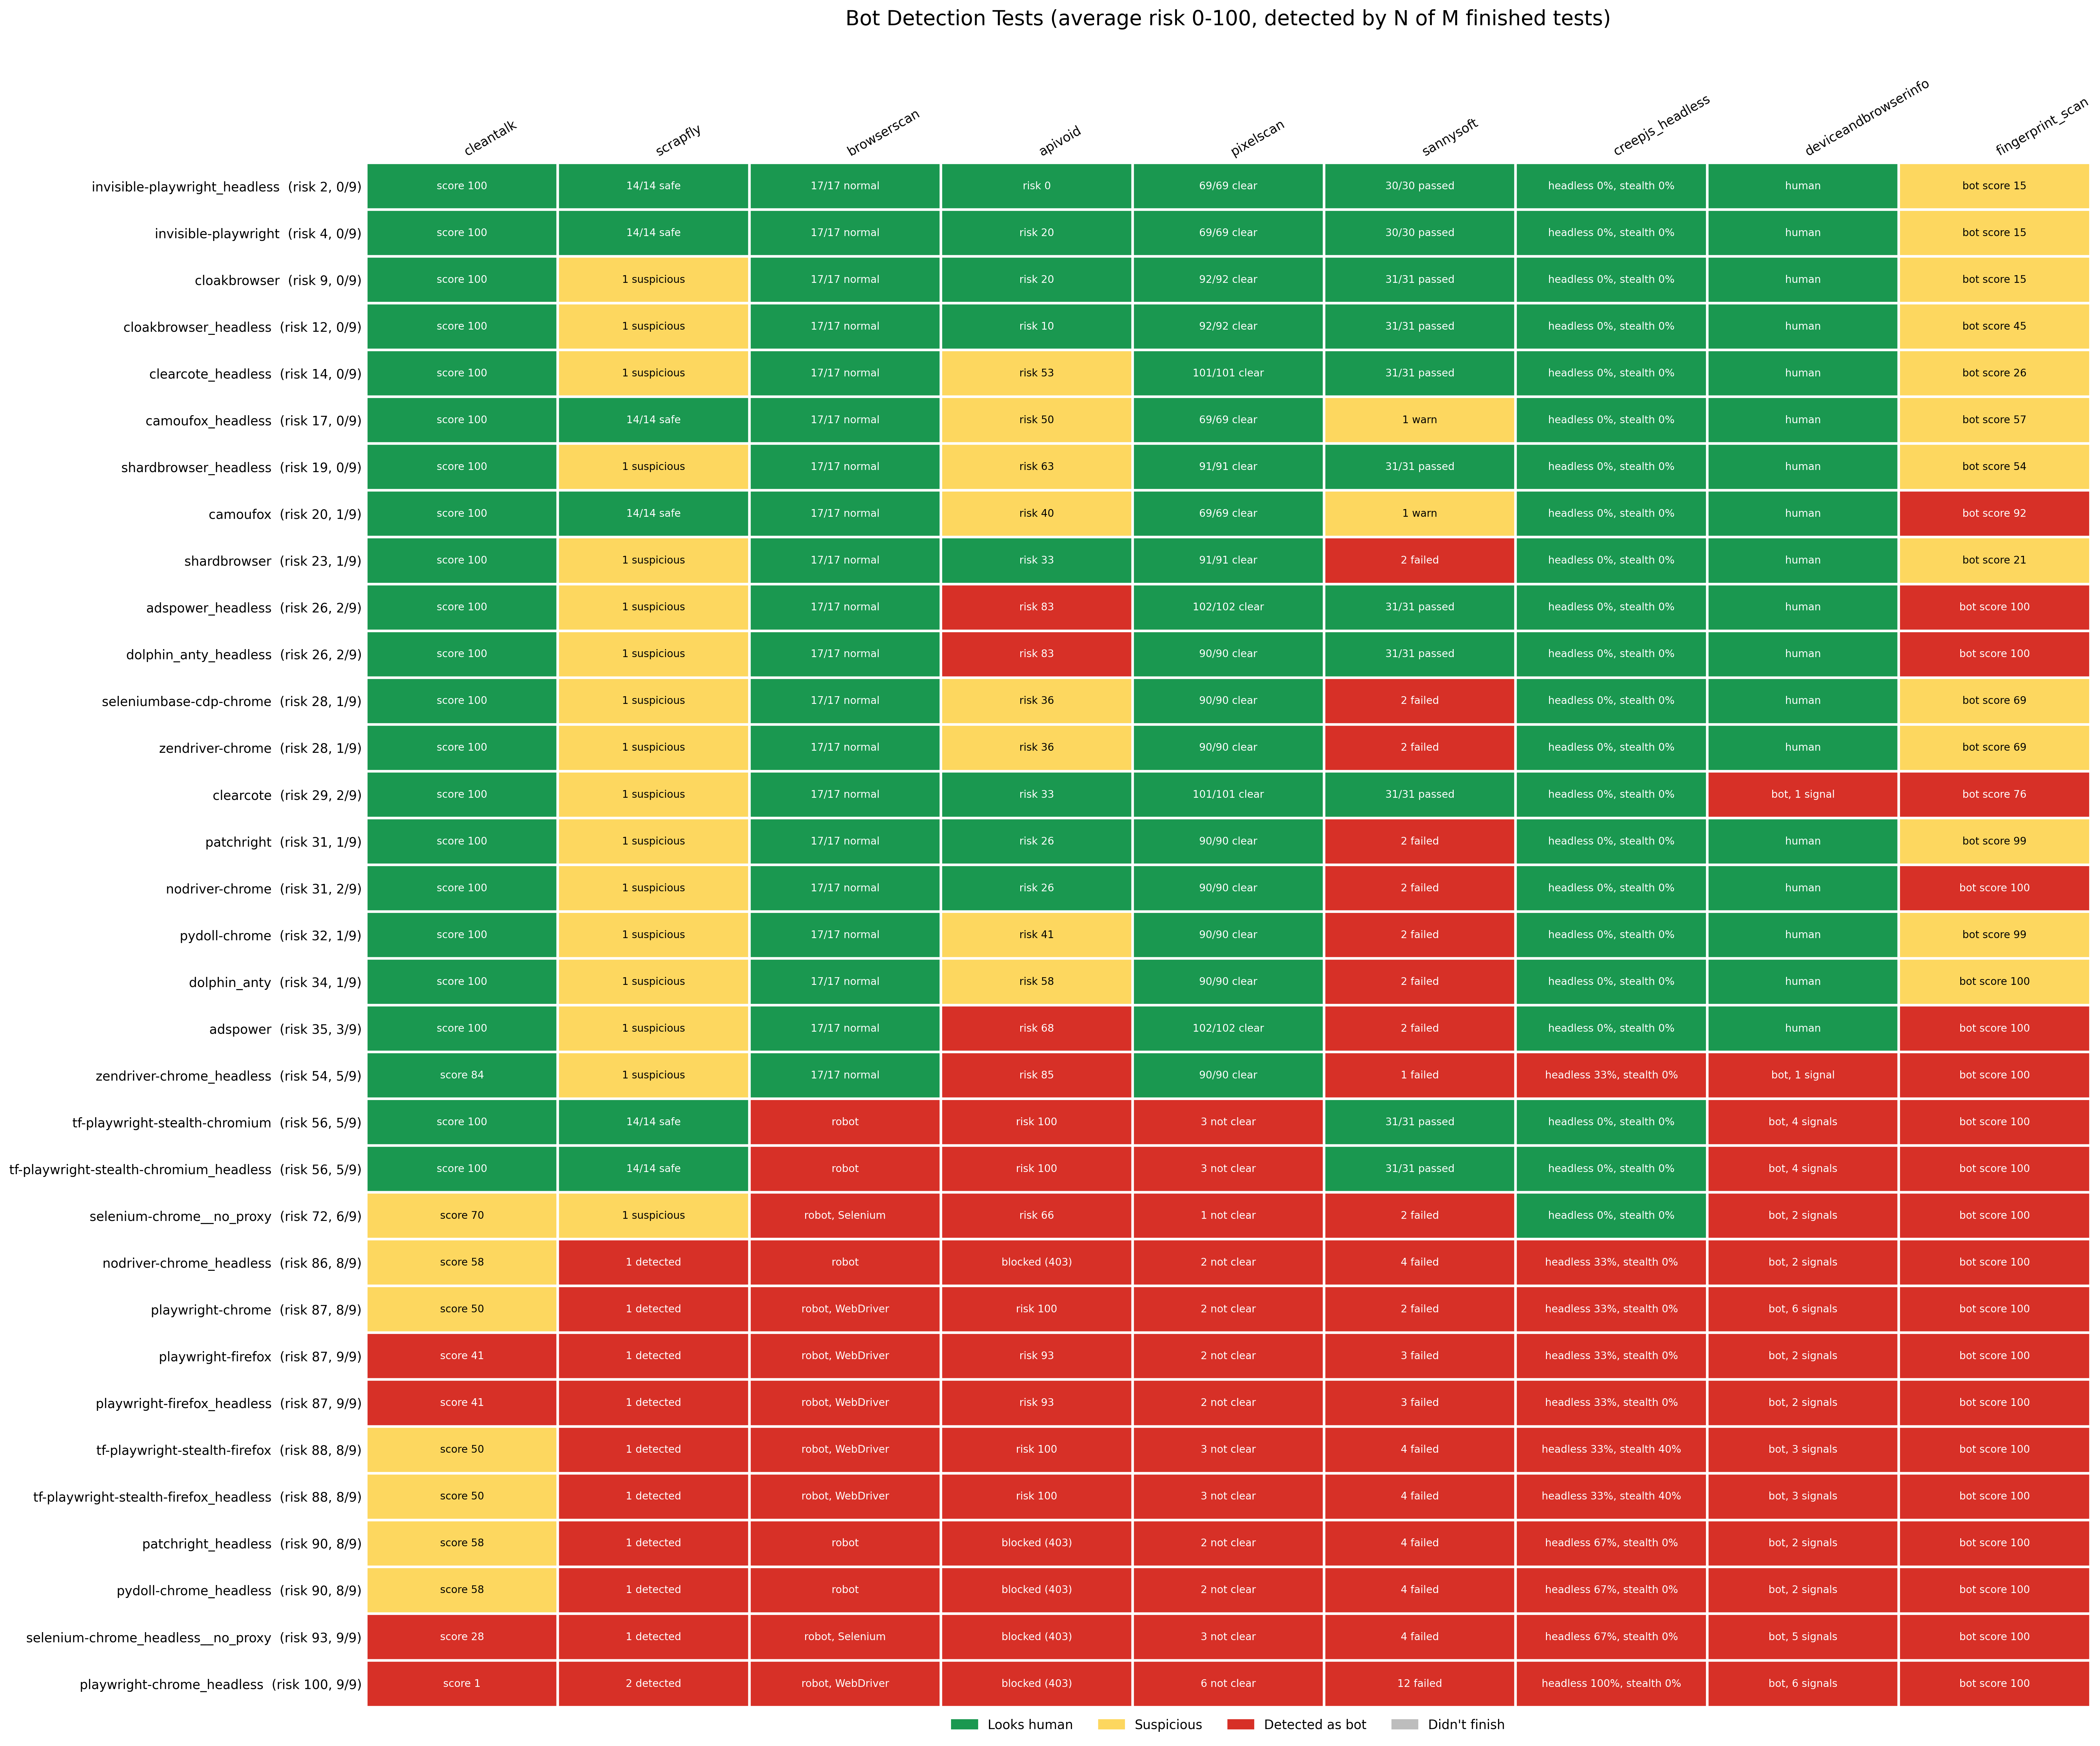 Bot Detection Tests (average risk 0-100, detected by N of M finished tests)
cleantalk scrapfly browserscan apivoid pixelscan sannysoft creepjs_headless deviceandbrowserinfo fingerprint_scan
invisible-playwright_headless (risk 2, 0/9) score 100 14/14 safe 17/17 normal risk 0 69/69 clear 30/30 passed headless 0%, stealth 0% human bot score 15
invisible-playwright (risk 4, 0/9) score 100 14/14 safe 17/17 normal risk 20 69/69 clear 30/30 passed headless 0%, stealth 0% human bot score 15
cloakbrowser (risk 9, 0/9) score 100 1 suspicious 17/17 normal risk 20 92/92 clear 31/31 passed headless 0%, stealth 0% human bot score 15
cloakbrowser_headless (risk 12, 0/9) score 100 1 suspicious 17/17 normal risk 10 92/92 clear 31/31 passed headless 0%, stealth 0% human bot score 45
clearcote_headless (risk 14, 0/9) score 100 1 suspicious 17/17 normal risk 53 101/101 clear 31/31 passed headless 0%, stealth 0% human bot score 26
camoufox_headless (risk 17, 0/9) score 100 14/14 safe 17/17 normal risk 50 69/69 clear 1 warn headless 0%, stealth 0% human bot score 57
shardbrowser_headless (risk 19, 0/9) score 100 1 suspicious 17/17 normal risk 63 91/91 clear 31/31 passed headless 0%, stealth 0% human bot score 54
camoufox (risk 20, 1/9) score 100 14/14 safe 17/17 normal risk 40 69/69 clear 1 warn headless 0%, stealth 0% human bot score 92
shardbrowser (risk 23, 1/9) score 100 1 suspicious 17/17 normal risk 33 91/91 clear 2 failed headless 0%, stealth 0% human bot score 21
adspower_headless (risk 26, 2/9) score 100 1 suspicious 17/17 normal risk 83 102/102 clear 31/31 passed headless 0%, stealth 0% human bot score 100
dolphin_anty_headless (risk 26, 2/9) score 100 1 suspicious 17/17 normal risk 83 90/90 clear 31/31 passed headless 0%, stealth 0% human bot score 100
seleniumbase-cdp-chrome (risk 28, 1/9) score 100 1 suspicious 17/17 normal risk 36 90/90 clear 2 failed headless 0%, stealth 0% human bot score 69
zendriver-chrome (risk 28, 1/9) score 100 1 suspicious 17/17 normal risk 36 90/90 clear 2 failed headless 0%, stealth 0% human bot score 69
clearcote (risk 29, 2/9) score 100 1 suspicious 17/17 normal risk 33 101/101 clear 31/31 passed headless 0%, stealth 0% bot, 1 signal bot score 76
patchright (risk 31, 1/9) score 100 1 suspicious 17/17 normal risk 26 90/90 clear 2 failed headless 0%, stealth 0% human bot score 99
nodriver-chrome (risk 31, 2/9) score 100 1 suspicious 17/17 normal risk 26 90/90 clear 2 failed headless 0%, stealth 0% human bot score 100
pydoll-chrome (risk 32, 1/9) score 100 1 suspicious 17/17 normal risk 41 90/90 clear 2 failed headless 0%, stealth 0% human bot score 99
dolphin_anty (risk 34, 1/9) score 100 1 suspicious 17/17 normal risk 58 90/90 clear 2 failed headless 0%, stealth 0% human bot score 100
adspower (risk 35, 3/9) score 100 1 suspicious 17/17 normal risk 68 102/102 clear 2 failed headless 0%, stealth 0% human bot score 100
zendriver-chrome_headless (risk 54, 5/9) score 84 1 suspicious 17/17 normal risk 85 90/90 clear 1 failed headless 33%, stealth 0% bot, 1 signal bot score 100
tf-playwright-stealth-chromium (risk 56, 5/9) score 100 14/14 safe robot risk 100 3 not clear 31/31 passed headless 0%, stealth 0% bot, 4 signals bot score 100
tf-playwright-stealth-chromium_headless (risk 56, 5/9) score 100 14/14 safe robot risk 100 3 not clear 31/31 passed headless 0%, stealth 0% bot, 4 signals bot score 100
selenium-chrome__no_proxy (risk 72, 6/9) score 70 1 suspicious robot, Selenium risk 66 1 not clear 2 failed headless 0%, stealth 0% bot, 2 signals bot score 100
nodriver-chrome_headless (risk 86, 8/9) score 58 1 detected robot blocked (403) 2 not clear 4 failed headless 33%, stealth 0% bot, 2 signals bot score 100
playwright-chrome (risk 87, 8/9) score 50 1 detected robot, WebDriver risk 100 2 not clear 2 failed headless 33%, stealth 0% bot, 6 signals bot score 100
playwright-firefox (risk 87, 9/9) score 41 1 detected robot, WebDriver risk 93 2 not clear 3 failed headless 33%, stealth 0% bot, 2 signals bot score 100
playwright-firefox_headless (risk 87, 9/9) score 41 1 detected robot, WebDriver risk 93 2 not clear 3 failed headless 33%, stealth 0% bot, 2 signals bot score 100
tf-playwright-stealth-firefox (risk 88, 8/9) score 50 1 detected robot, WebDriver risk 100 3 not clear 4 failed headless 33%, stealth 40% bot, 3 signals bot score 100
tf-playwright-stealth-firefox_headless (risk 88, 8/9) score 50 1 detected robot, WebDriver risk 100 3 not clear 4 failed headless 33%, stealth 40% bot, 3 signals bot score 100
patchright_headless (risk 90, 8/9) score 58 1 detected robot blocked (403) 2 not clear 4 failed headless 67%, stealth 0% bot, 2 signals bot score 100
pydoll-chrome_headless (risk 90, 8/9) score 58 1 detected robot blocked (403) 2 not clear 4 failed headless 67%, stealth 0% bot, 2 signals bot score 100
selenium-chrome_headless__no_proxy (risk 93, 9/9) score 28 1 detected robot, Selenium blocked (403) 3 not clear 4 failed headless 67%, stealth 0% bot, 5 signals bot score 100
playwright-chrome_headless (risk 100, 9/9) score 1 2 detected robot, WebDriver blocked (403) 6 not clear 12 failed headless 100%, stealth 0% bot, 6 signals bot score 100
Looks human Suspicious Detected as bot Didn't finish